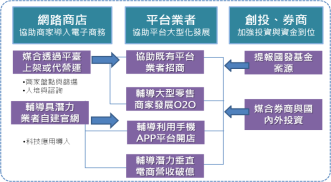 網路商店
協助商家導入電子商務
媒合透過平臺
上架或代營運
•商家盤點與篩選
•人培與諮詢
輔導具潛力
業者自建官網
•科技應用導入
平台業者
協助平台大型化發展
協助既有平台
業者招商
輔導大型零售
商家發展O2O
輔導利用手機
APP平台開店
輔導潛力垂直
電商營收破億
創投、券商
加強投資與資金到位
提報國發基金
案源
媒合券商與國
內外投資